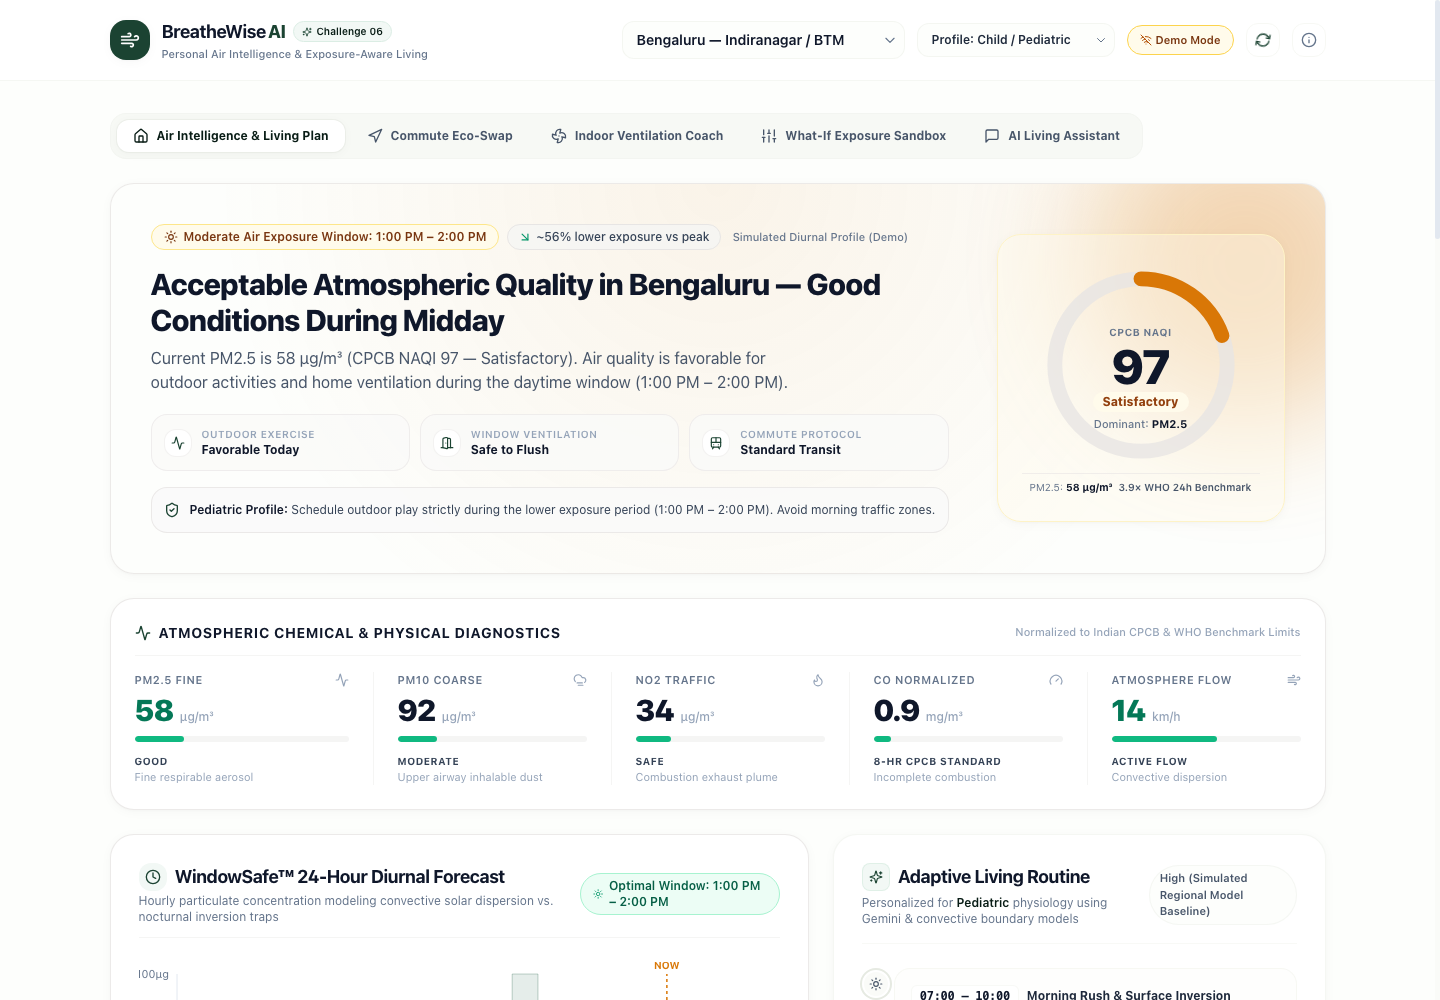 BreatheWise AI
Challenge 06
Personal Air Intelligence & Exposure-Aware Living
Bengaluru — Indiranagar / BTM
Profile: Child / Pediatric
Demo Mode
Air Intelligence & Living Plan
Commute Eco-Swap
Indoor Ventilation Coach
What-If Exposure Sandbox
AI Living Assistant
Moderate Air Exposure Window: 1:00 PM – 2:00 PM
~56% lower exposure vs peak
Simulated Diurnal Profile (Demo)
Acceptable Atmospheric Quality in Bengaluru — Good
Conditions During Midday
Current PM2.5 is 58 µg/m³ (CPCB NAQI 97 — Satisfactory). Air quality is favorable for
outdoor activities and home ventilation during the daytime window (1:00 PM – 2:00 PM).
OUTDOOR EXERCISE
Favorable Today
WINDOW VENTILATION
Safe to Flush
COMMUTE PROTOCOL
Standard Transit
Pediatric Profile: Schedule outdoor play strictly during the lower exposure period (1:00 PM – 2:00 PM). Avoid morning traffic zones.
CPCB NAQI
97
Satisfactory
Dominant: PM2.5
PM2.5: 58 µg/m³ 3.9× WHO 24h Benchmark
ATMOSPHERIC CHEMICAL & PHYSICAL DIAGNOSTICS
Normalized to Indian CPCB & WHO Benchmark Limits
PM2.5 FINE
58 µg/m³
GOOD
Fine respirable aerosol
PM10 COARSE
92 µg/m³
MODERATE
Upper airway inhalable dust
NO2 TRAFFIC
34 µg/m³
SAFE
Combustion exhaust plume
CO NORMALIZED
0.9 mg/m³
8-HR CPCB STANDARD
Incomplete combustion
ATMOSPHERE FLOW
14 km/h
ACTIVE FLOW
Convective dispersion
WindowSafe™ 24-Hour Diurnal Forecast
Hourly particulate concentration modeling convective solar dispersion vs.
nocturnal inversion traps
Optimal Window: 1:00 PM
– 2:00 PM
100µg
NOW
Adaptive Living Routine
Personalized for Pediatric physiology using
Gemini & convective boundary models
High (Simulated
Regional Model
Baseline)
07:00 – 10:00 Morning Rush & Surface Inversion